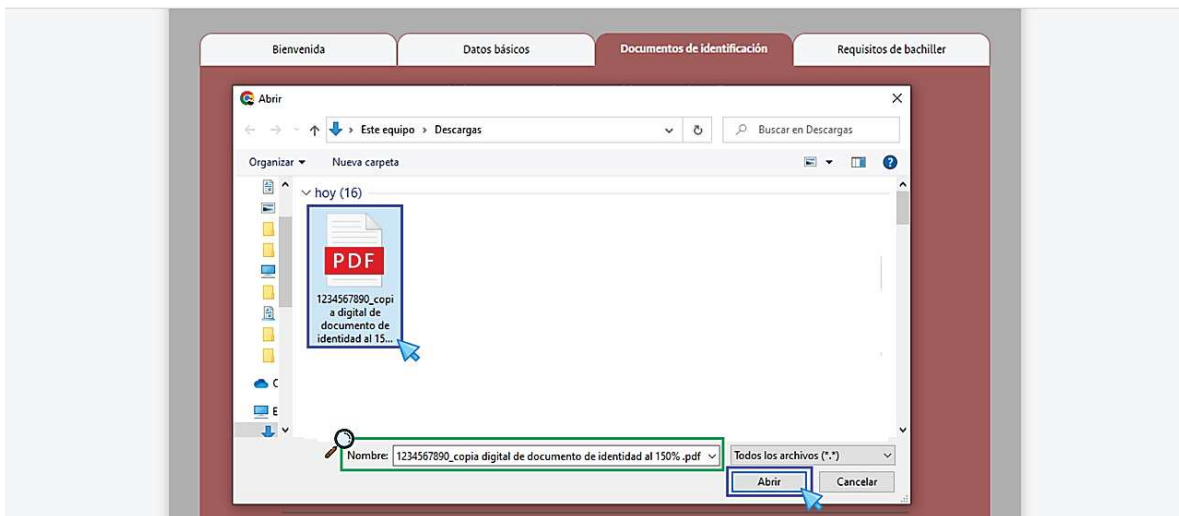 Bienvenida
Datos básicos
Documentos de identificación
Requisitos de bachiller
Abrir
Este equipo › Descargas
Buscar en Descargas
Organizar
Nueva carpeta
hoy (16)
PDF
1234567890_copi
a digital de
documento de
identidad al 15...
C
E
Nombre: 1234567890_copia digital de documento de identidad al 150% .pdf
Todos los archivos (*.*)
Abrir
Cancelar